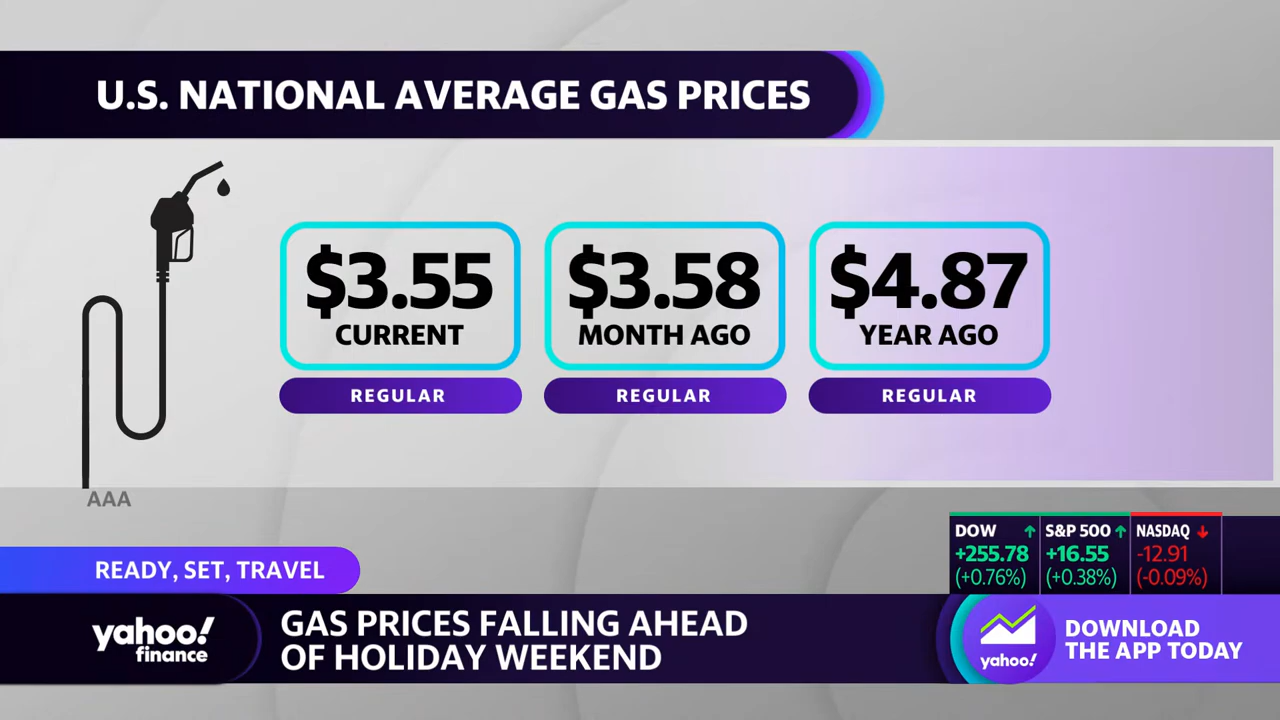 U.S. NATIONAL AVERAGE GAS PRICES
$3.55
CURRENT
REGULAR
$3.58
MONTH AGO
REGULAR
$4.87
YEAR AGO
REGULAR
AAA
DOW
+255.78
(+0.76%)
S&P 500
+16.55
(+0.38%)
NASDAQ
-12.91
(-0.09%)
READY, SET, TRAVEL
yahoo!
finance
GAS PRICES FALLING AHEAD
OF HOLIDAY WEEKEND
yahoo!
DOWNLOAD
THE APP TODAY